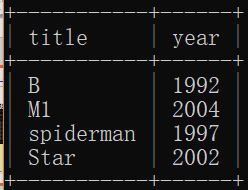 title year
B 1992
M1 2004
spiderman 1997
Star 2002